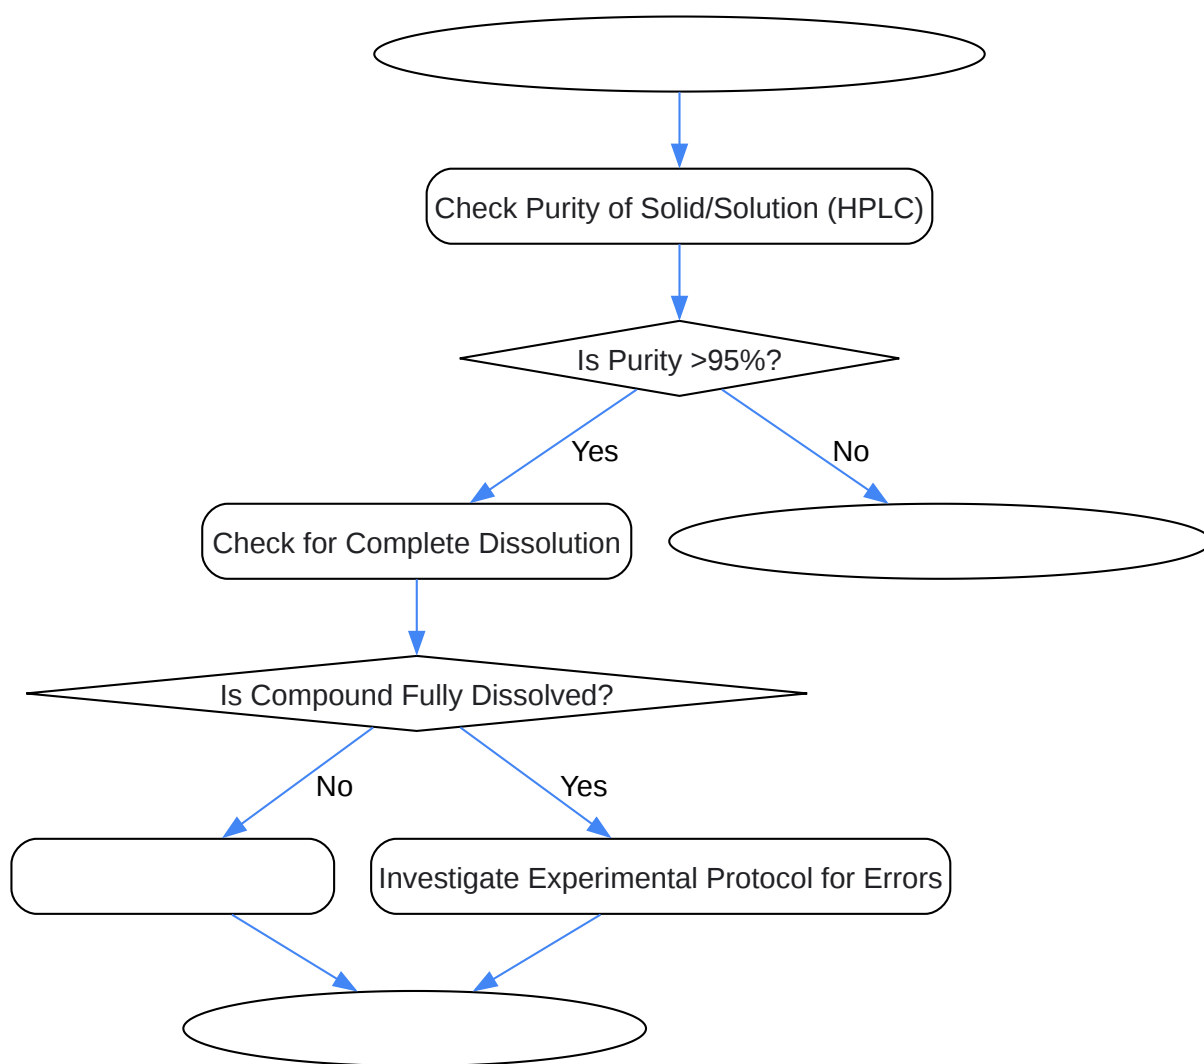 Check Purity of Solid/Solution (HPLC)
Is Purity >95%?
Yes
No
Check for Complete Dissolution
Is Compound Fully Dissolved?
No
Yes
Investigate Experimental Protocol for Errors